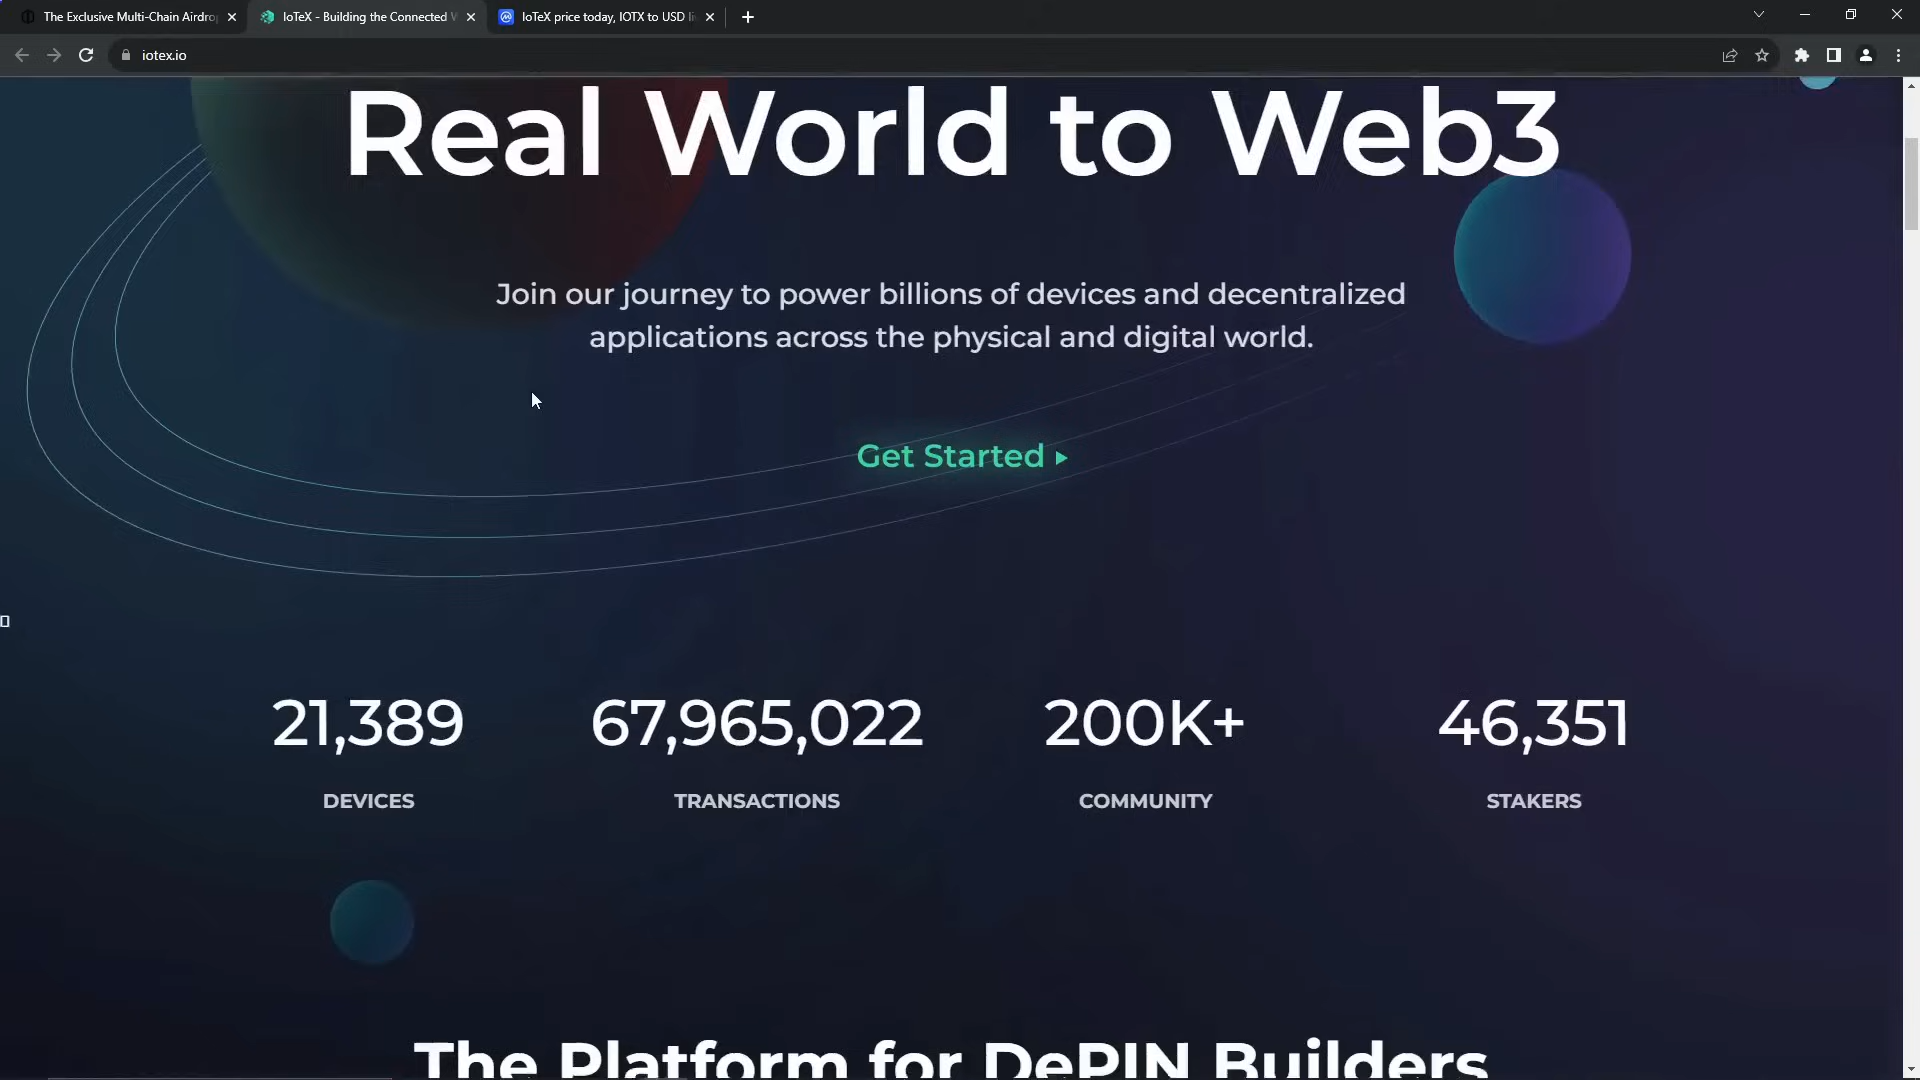 The Exclusive Multi-Chain Airdro
IoTeX - Building the Connected W
IoTeX price today, IOTX to USD li
iotex.io
Real World to Web3
Join our journey to power billions of devices and decentralized
applications across the physical and digital world.
Get Started
21,389
67,965,022
200K+
46,351
DEVICES
TRANSACTIONS
COMMUNITY
STAKERS
The Platform for DePIN Builders